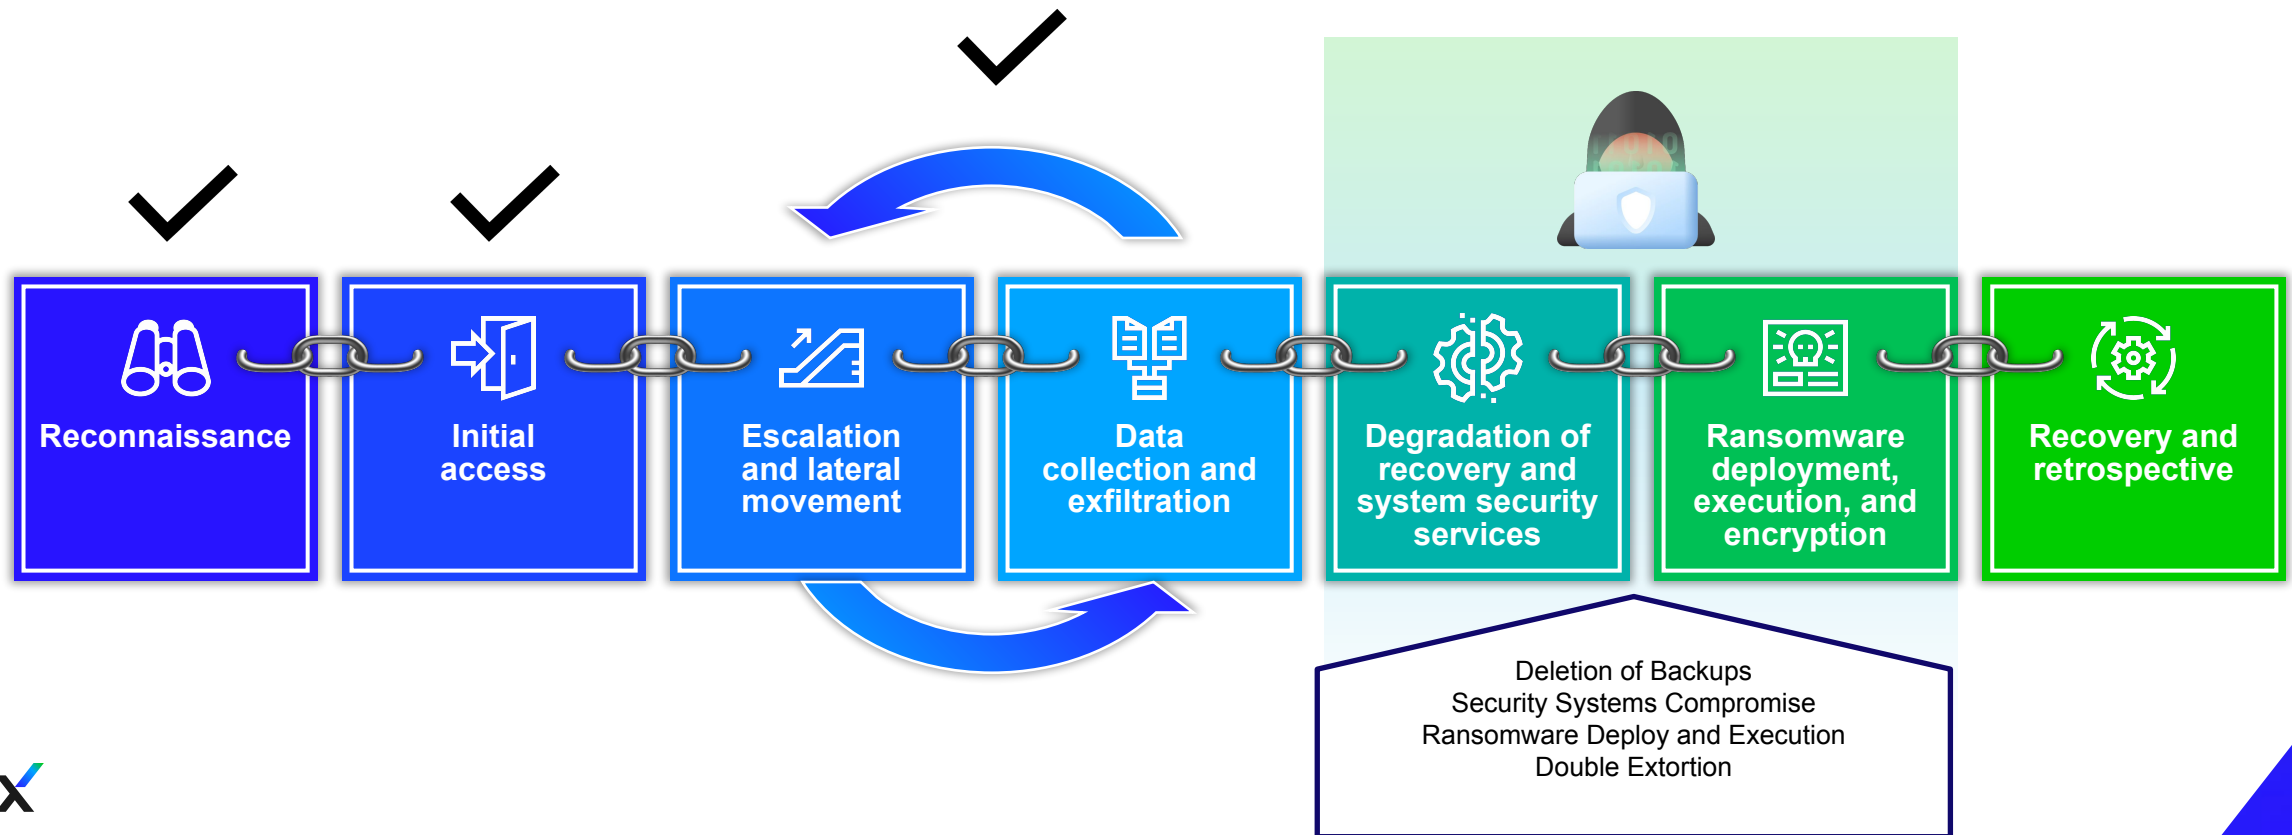 Reconnaissance
Initial
access
Escalation
and lateral
movement
Data
collection and
exfiltration
Degradation of
recovery and
system security
services
Ransomware
deployment,
execution, and
encryption
Recovery and
retrospective
Deletion of Backups
Security Systems Compromise
Ransomware Deploy and Execution
Double Extortion